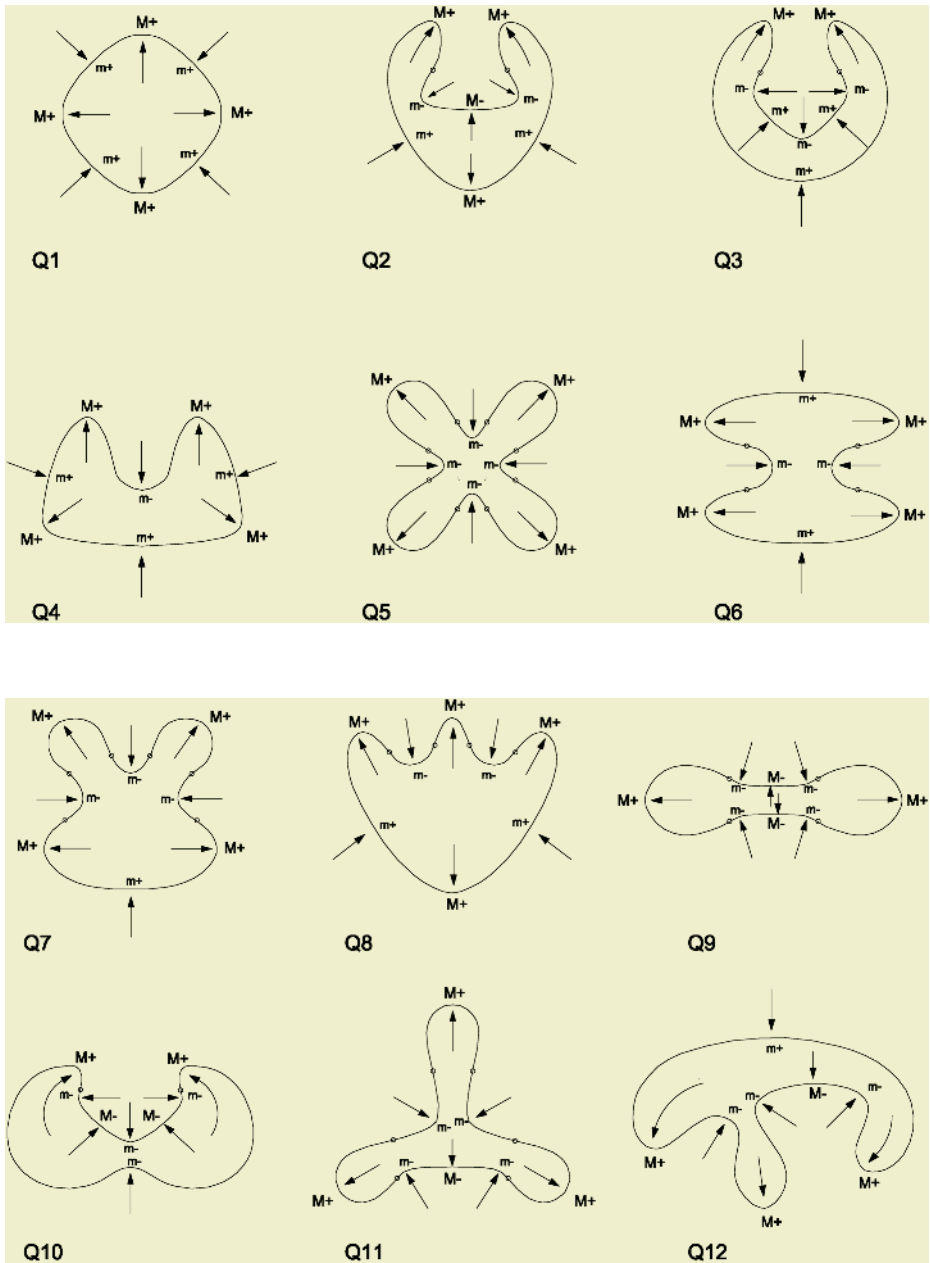 M+ M+ M+ M+ M+
m+ m+
M+ M+ m- M- m- m- m-
m+ m+
m+ m+ m+ m+ m-
M+ M+ m+
Q1 Q2 Q3
M+ M+ M+ M+ m+
M+ M+
m- m- m- m- m-
m+ m+ m- m-
M+ M+
M+ m+ M+ M+ M+ m+
Q4 Q5 Q6
M+ M+ M+ M+ M+
m- m- m- M-
m- m- m- m-
M+ M+
m- m-
M+ M+ m+ m+ M-
m+
M+
Q7 Q8 Q9
M+
M+ M+ m+
m- m- M- m-
M- M- m- m- m-
m- m- m-
m- M+ M+
M+ M- M+ M+
Q10 Q11 Q12